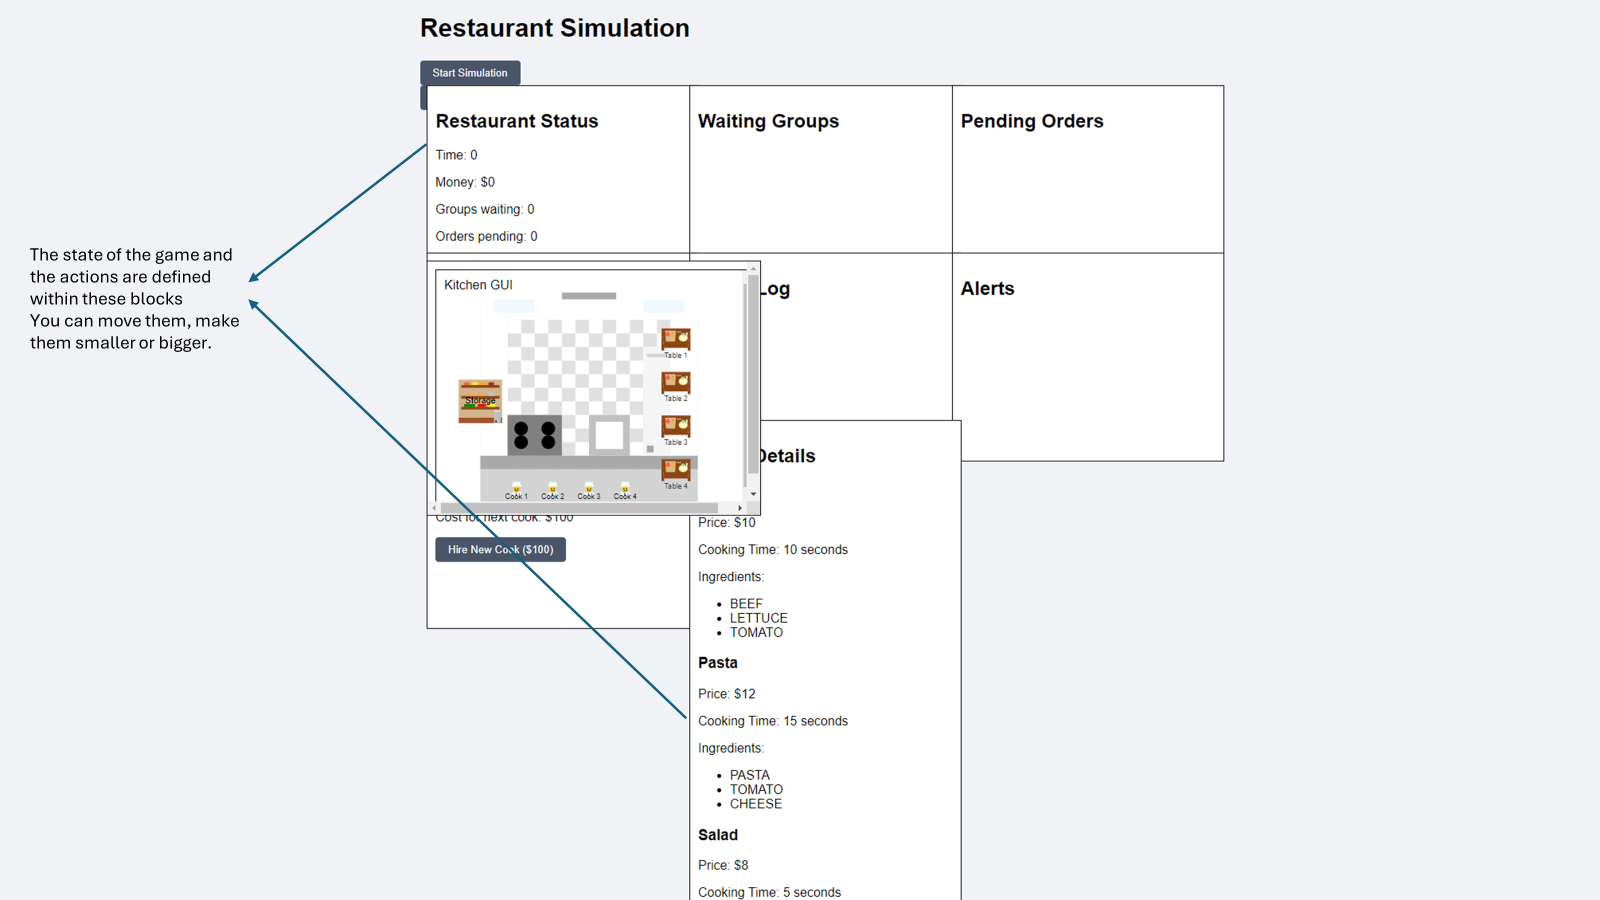 Restaurant Simulation
Start Simulation
Restaurant Status
Time: 0
Money: $0
Groups waiting: 0
Orders pending: 0
Waiting Groups
Pending Orders
The state of the game and
the actions are defined
within these blocks
You can move them, make
them smaller or bigger.
Kitchen GUI
Storage
Table 1
Table 2
Table 3
Table 4
Cook 1
Cook 2
Cook 3
Cook 4
Log
Alerts
Cost for next cook: $100
Hire New Cook ($100)
Details
Price: $10
Cooking Time: 10 seconds
Ingredients:
• BEEF
• LETTUCE
• TOMATO
Pasta
Price: $12
Cooking Time: 15 seconds
Ingredients:
• PASTA
• TOMATO
• CHEESE
Salad
Price: $8
Cooking Time: 5 seconds